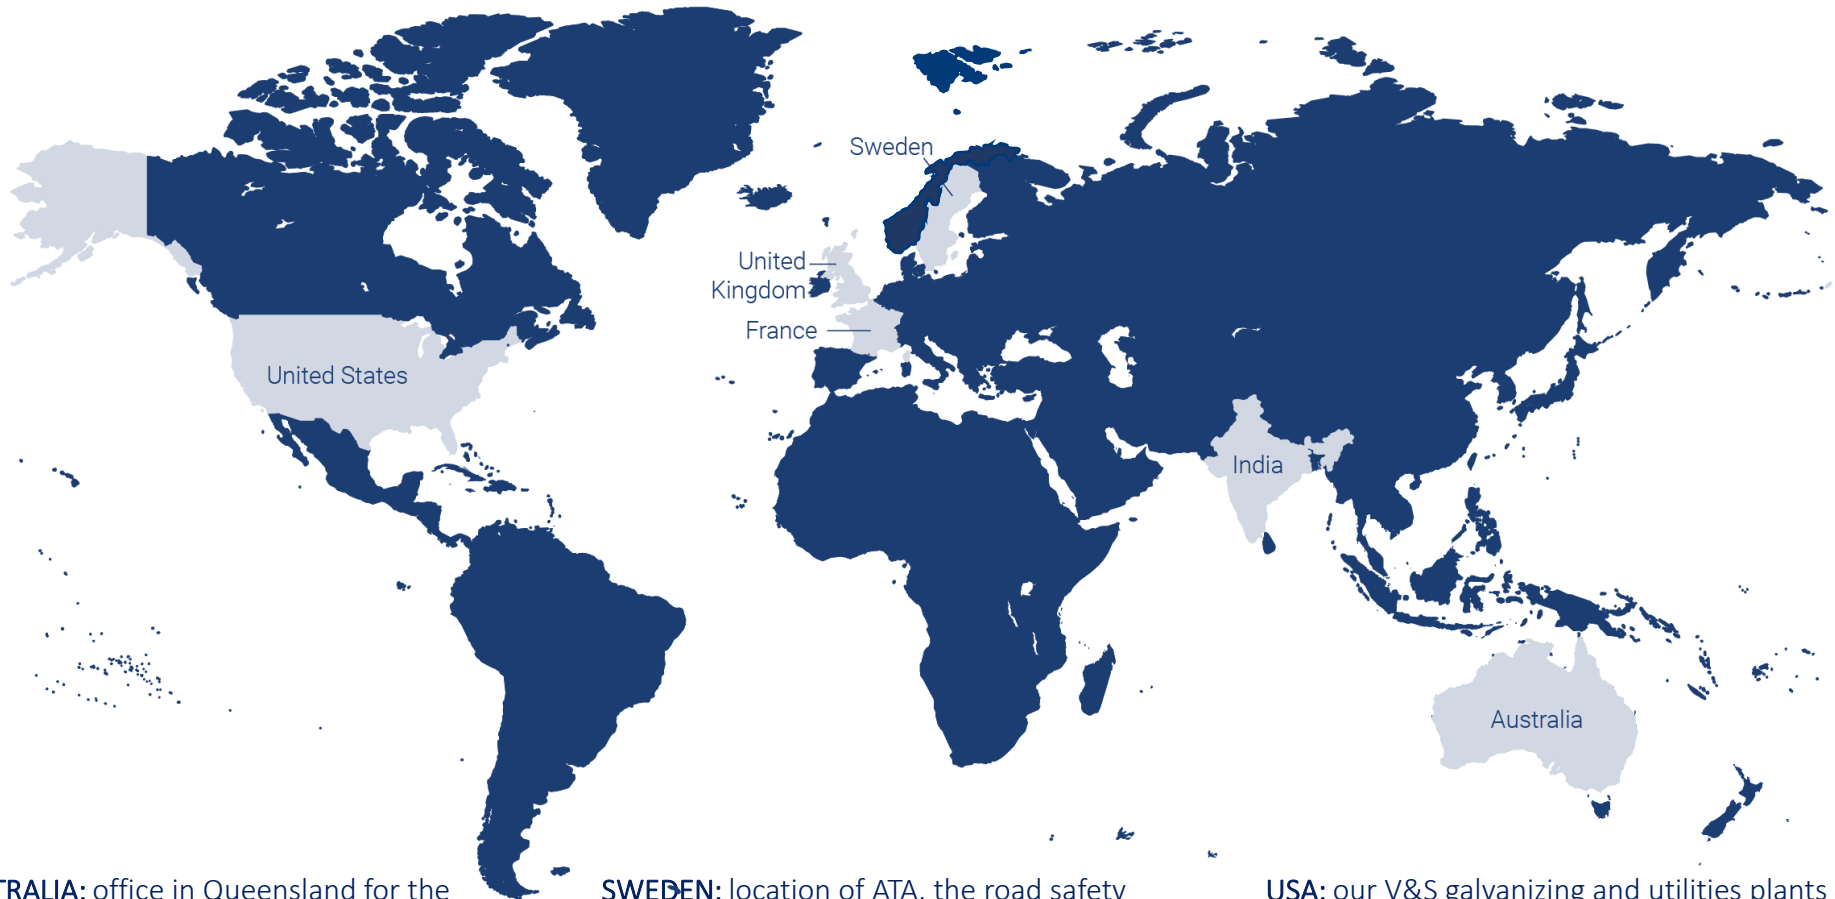 Sweden
United
Kingdom
France
United States
India
Australia
TRALIA: office in Queensland for the
SWEDEN: location of ATA, the road safety
USA: our V&S galvanizing and utilities plants